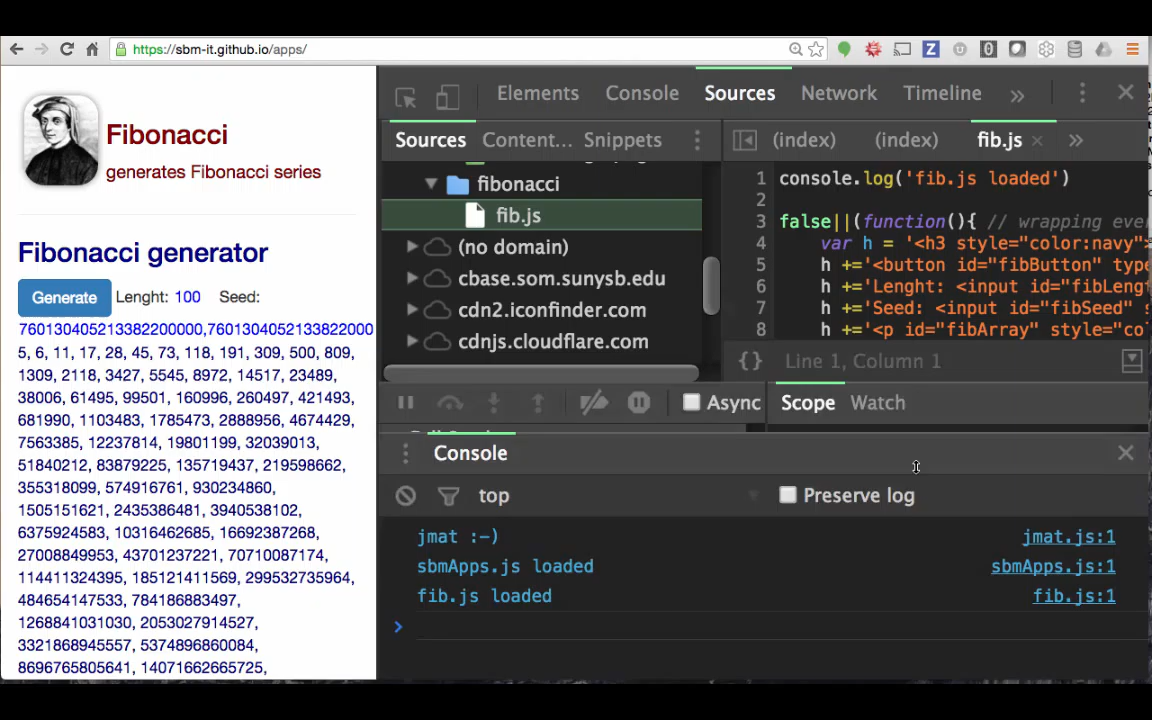 https://sbm-it.github.io/apps/
Fibonacci
generates Fibonacci series
Fibonacci generator
Generate Lenght: 100 Seed:
760130405213382200000,7601304052133822000
5, 6, 11, 17, 28, 45, 73, 118, 191, 309, 500, 809,
1309, 2118, 3427, 5545, 8972, 14517, 23489,
38006, 61495, 99501, 160996, 260497, 421493,
681990, 1103483, 1785473, 2888956, 4674429,
7563385, 12237814, 19801199, 32039013,
51840212, 83879225, 135719437, 219598662,
355318099, 574916761, 930234860,
1505151621, 2435386481, 3940538102,
6375924583, 10316462685, 16692387268,
27008849953, 43701237221, 70710087174,
114411324395, 185121411569, 299532735964,
484654147533, 784186883497,
1268841031030, 2053027914527,
3321868945557, 5374896860084,
8696765805641, 14071662665725,
Elements Console Sources Network Timeline »
Sources Content... Snippets
fibonacci
fib.js
(no domain)
cbase.som.sunysb.edu
cdn2.iconfinder.com
cdnjs.cloudflare.com
(index) (index) fib.js × »
1 console.log('fib.js loaded')
2
3 false||(function(){ // wrapping eve
4 var h = '<h3 style="color:navy">
5 h +='<button id="fibButton" type
6 h +='Lenght: <input id="fibLengt
7 h +='Seed: <input id="fibSeed" s
8 h +='<p id="fibArray" style="co
{} Line 1, Column 1
Async
Scope Watch
Console
top Preserve log
jmat :-) jmat.js:1
sbmApps.js loaded sbmApps.js:1
fib.js loaded fib.js:1
>